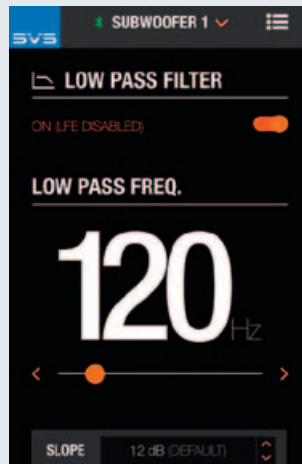 SVS
SUBWOOFER 1
LOW PASS FILTER
ON (LFE DISABLED)
LOW PASS FREQ.
120 Hz
SLOPE 12 dB (DEFAULT)